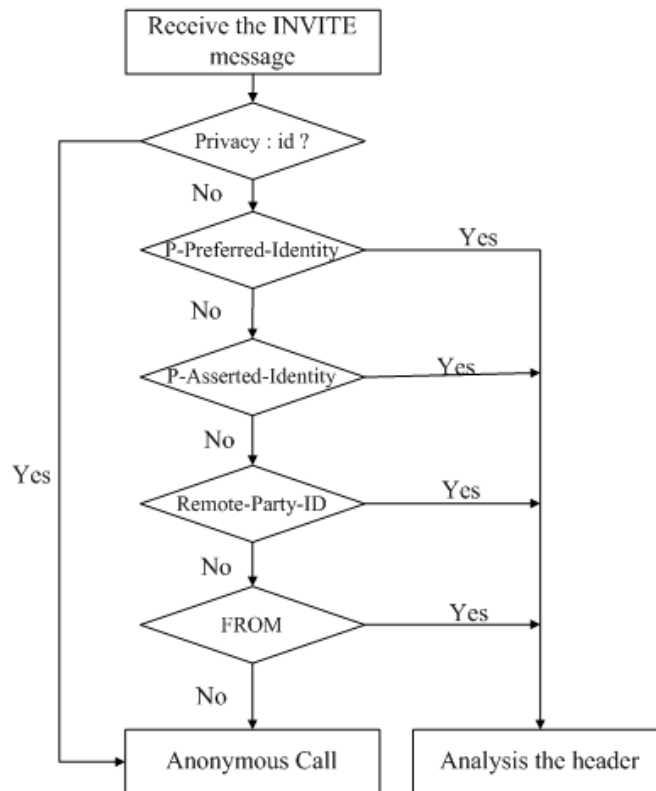 Receive the INVITE
message
Privacy : id ?
No
P-Preferred-Identity
Yes
No
P-Asserted-Identity
Yes
No
Yes
Remote-Party-ID
Yes
No
FROM
Yes
No
Anonymous Call
Analysis the header